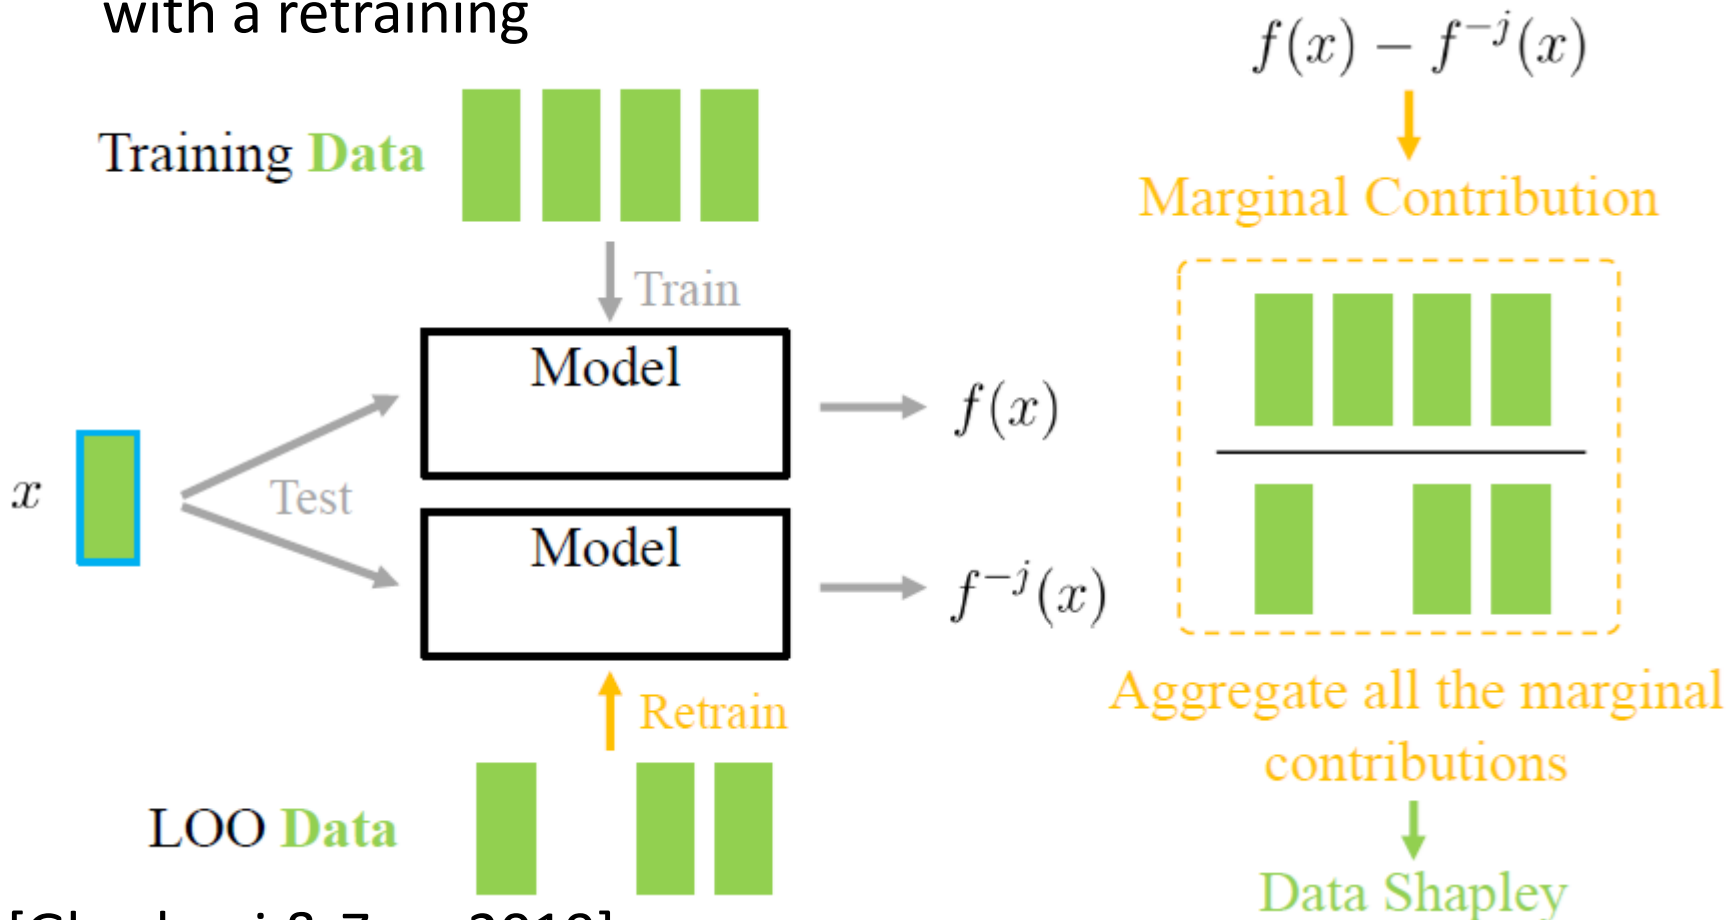 with a retraining
f(x) − f^{-j}(x)
Training Data
Marginal Contribution
Train
Model
f(x)
x
Test
Model
f^{-j}(x)
Retrain
Aggregate all the marginal
contributions
LOO Data
Data Shapley